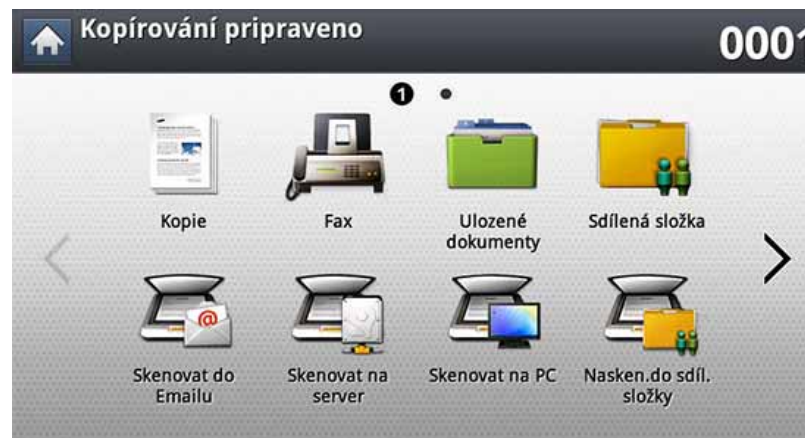 Kopírování pripraveno
0001
1
Kopie
Fax
Ulozené
dokumenty
Sdílená složka
Skenovat do
Emailu
Skenovat na
server
Skenovat na PC
Nasken.do sdíl.
složky